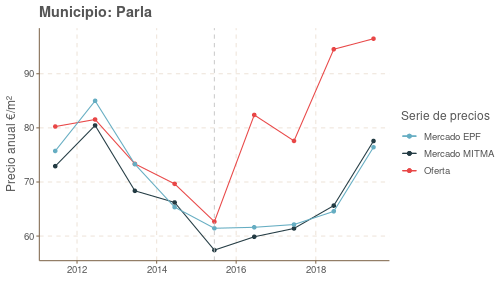 Municipio: Parla
Precio anual €/m²
90
80
70
60
2012
2014
2016
2018
Serie de precios
Mercado EPF
Mercado MITMA
Oferta